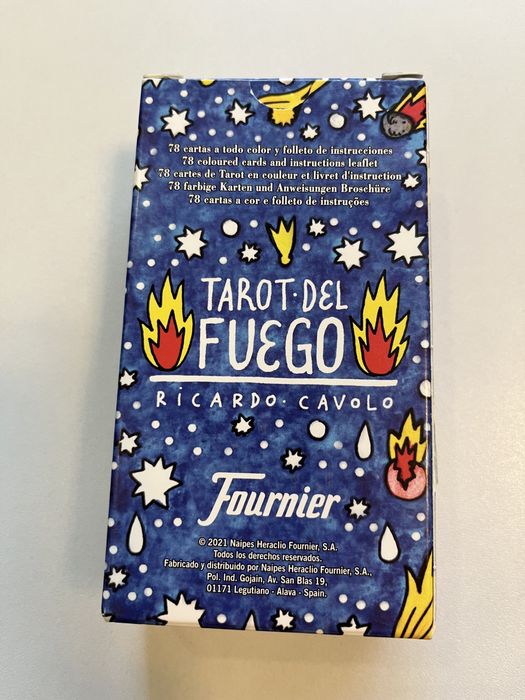 78 cartas a todo color y folleto de instrucciones
78 coloured cards and instructions leaflet
78 cartes de Tarot en couleur et livret d'instruction
78 farbige Karten und Anweisungen Broschüre
78 cartas a cor e folleto de instruções
TAROT·DEL
FUEGO
RICARDO·CAVOLO
Fournier
© 2021 Naipes Heraclio Fournier, S.A.
Todos los derechos reservados.
Fabricado y distribuido por Naipes Heraclio Fournier, S.A.,
Pol. Ind. Gojain, Av. San Blas 19,
01171 Legutiano - Alava - Spain.